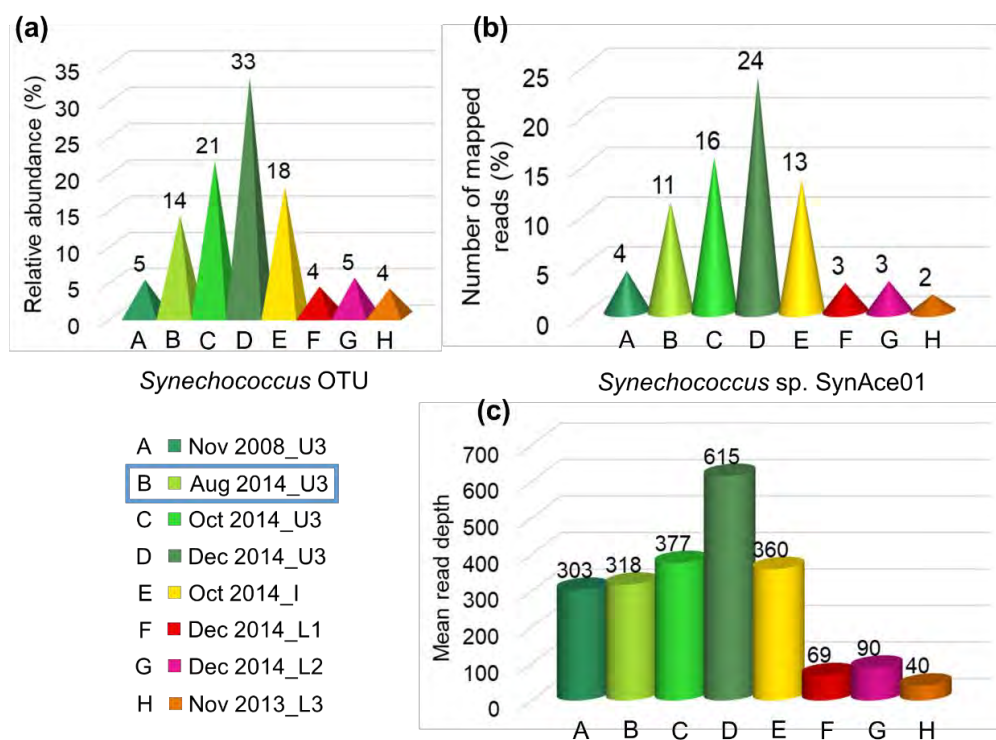 (a)
Relative abundance (%)
35
30
25
20
15
10
5
0
5
14
21
33
18
4
5
4
A B C D E F G H
Synechococcus OTU
(b)
Number of mapped
reads (%)
25
20
15
10
5
0
4
11
16
24
13
3
3
2
A B C D E F G H
Synechococcus sp. SynAce01
A Nov 2008_U3
B Aug 2014_U3
C Oct 2014_U3
D Dec 2014_U3
E Oct 2014_I
F Dec 2014_L1
G Dec 2014_L2
H Nov 2013_L3
(c)
Mean read depth
700
600
500
400
300
200
100
0
303
318
377
615
360
69
90
40
A B C D E F G H